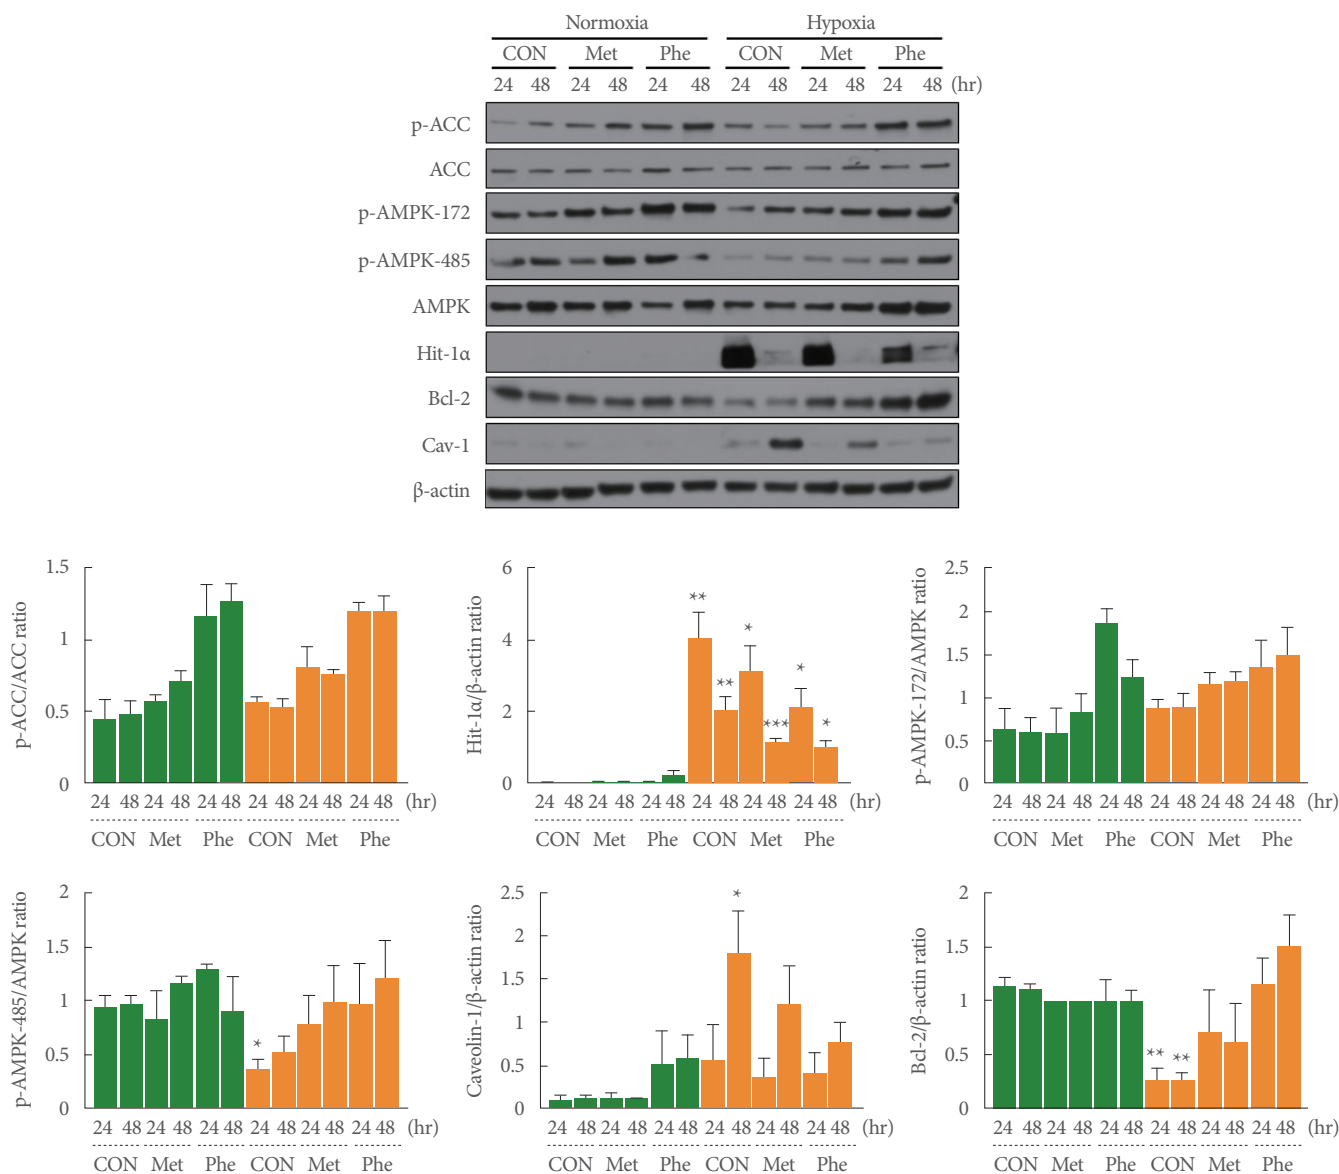 Normoxia Hypoxia
CON Met Phe CON Met Phe
24 48 24 48 24 48 24 48 24 48 24 48 (hr)
p-ACC
ACC
p-AMPK-172
p-AMPK-485
AMPK
Hit-1α
Bcl-2
Cav-1
β-actin
p-ACC/ACC ratio
1.5
1
0.5
0
24 48 24 48 24 48 24 48 24 48 24 48 (hr)
CON Met Phe CON Met Phe
Hit-1α/β-actin ratio
6
4
2
0
** ** * *** * *
24 48 24 48 24 48 24 48 24 48 24 48 (hr)
CON Met Phe CON Met Phe
p-AMPK-172/AMPK ratio
2.5
2
1.5
1
0.5
0
24 48 24 48 24 48 24 48 24 48 24 48 (hr)
CON Met Phe CON Met Phe
p-AMPK-485/AMPK ratio
2
1.5
1
0.5
0
*
24 48 24 48 24 48 24 48 24 48 24 48 (hr)
CON Met Phe CON Met Phe
Caveolin-1/β-actin ratio
2.5
2
1.5
1
0.5
0
*
24 48 24 48 24 48 24 48 24 48 24 48 (hr)
CON Met Phe CON Met Phe
Bcl-2/β-actin ratio
2
1.5
1
0.5
0
** **
24 48 24 48 24 48 24 48 24 48 24 48 (hr)
CON Met Phe CON Met Phe